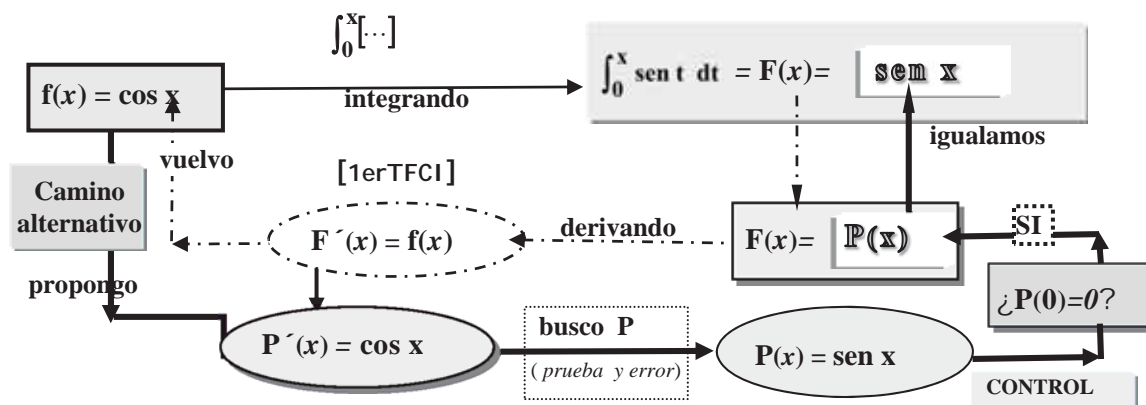 ∫₀ˣ[…]
f(x) = cos x
integrando
∫₀ˣ sen t dt = F(x)= sen x
vuelvo
igualamos
[1erTFCI]
Camino
alternativo
F´(x) = f(x)
derivando
F(x)= ℙ(x)
SI
propongo
¿P(0)=0?
P´(x) = cos x
busco P
( prueba y error)
P(x) = sen x
CONTROL